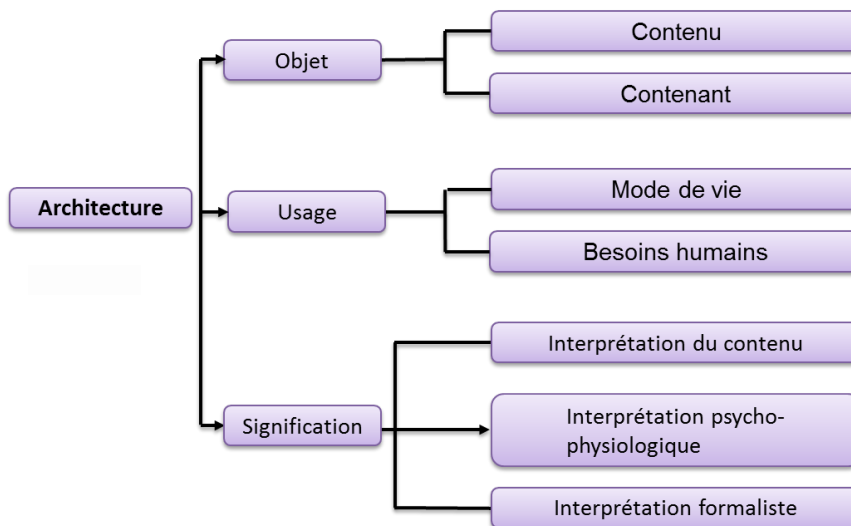 Contenu
Objet
Contenant
Mode de vie
Architecture
Usage
Besoins humains
Interprétation du contenu
Signification
Interprétation psycho-
physiologique
Interprétation formaliste